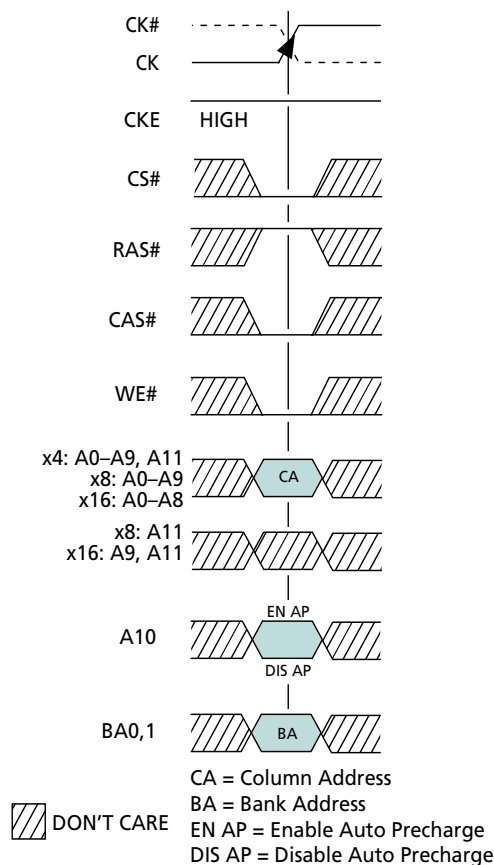 CK#
CK
CKE HIGH
CS#
RAS#
CAS#
WE#
x4: A0–A9, A11
x8: A0–A9
x16: A0–A8
CA
x8: A11
x16: A9, A11
EN AP
A10
DIS AP
BA0,1
BA
CA = Column Address
BA = Bank Address
DON'T CARE
EN AP = Enable Auto Precharge
DIS AP = Disable Auto Precharge